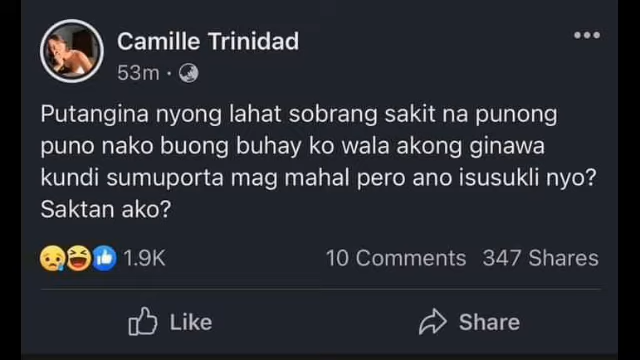 Camille Trinidad
53m ·
Putangina nyong lahat sobrang sakit na punong
puno nako buong buhay ko wala akong ginawa
kundi sumuporta mag mahal pero ano isusukli nyo?
Saktan ako?
1.9K 10 Comments 347 Shares
Like Share